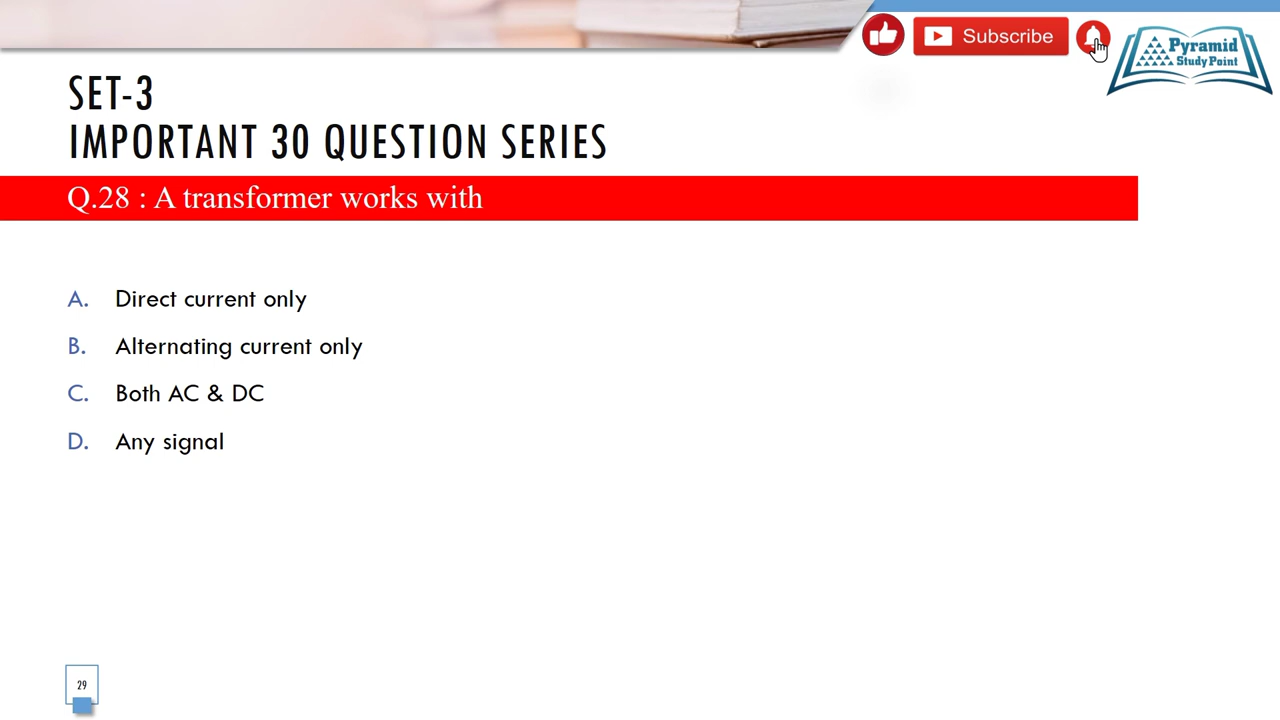 Subscribe
Pyramid
Study Point
SET-3
IMPORTANT 30 QUESTION SERIES
Q.28 : A transformer works with
A. Direct current only
B. Alternating current only
C. Both AC & DC
D. Any signal
29